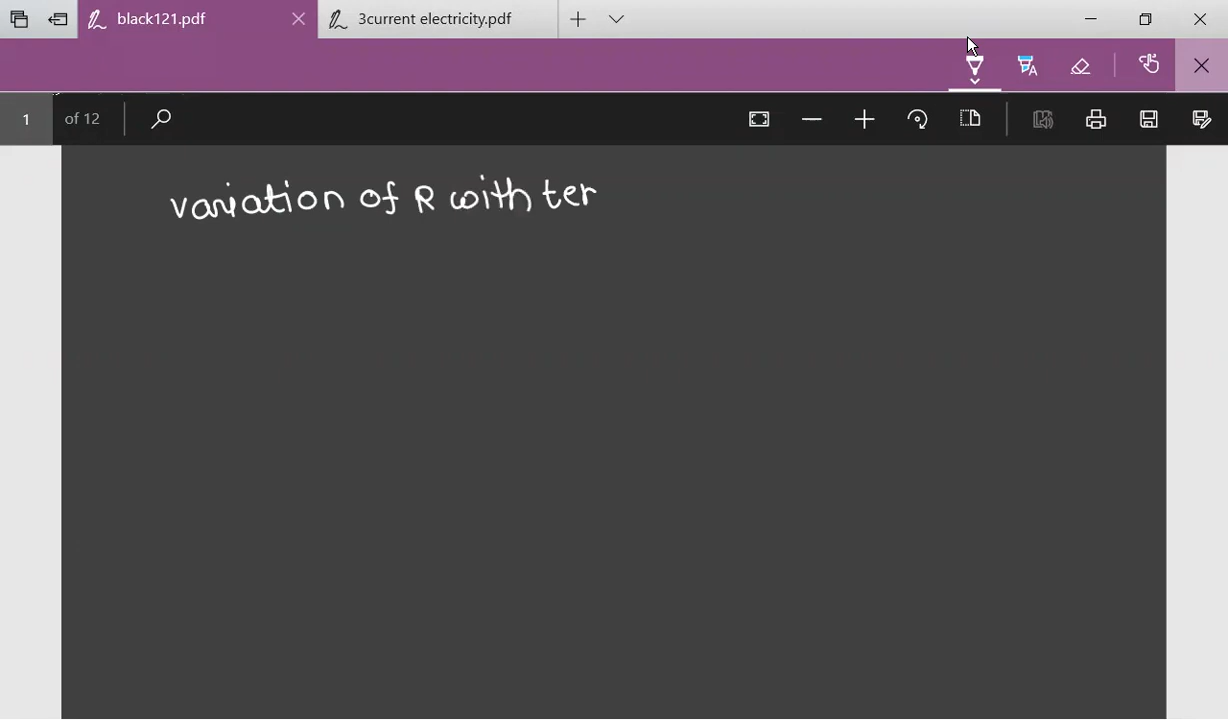 black121.pdf
3current electricity.pdf
1 of 12
variation of R with ter